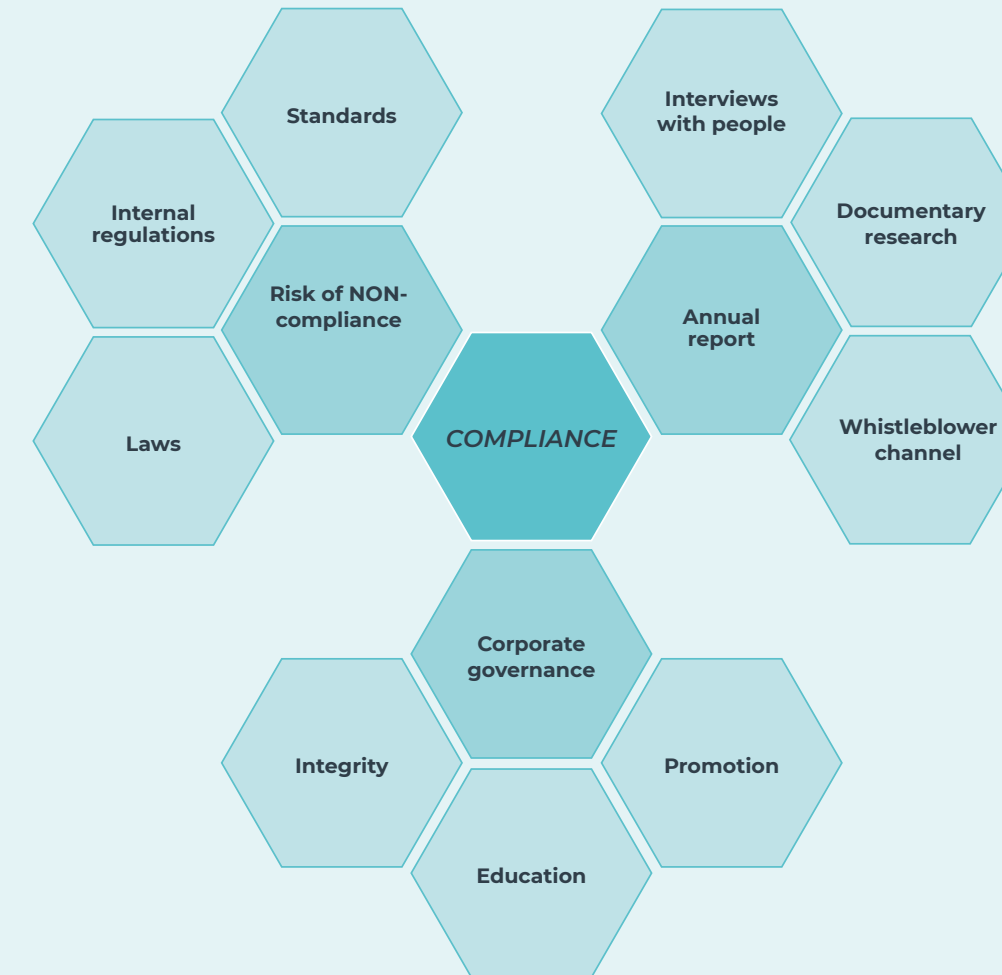 Standards
Internal
regulations
Risk of NON-
compliance
Laws
Interviews
with people
Documentary
research
Annual
report
Whistleblower
channel
COMPLIANCE
Corporate
governance
Integrity
Promotion
Education